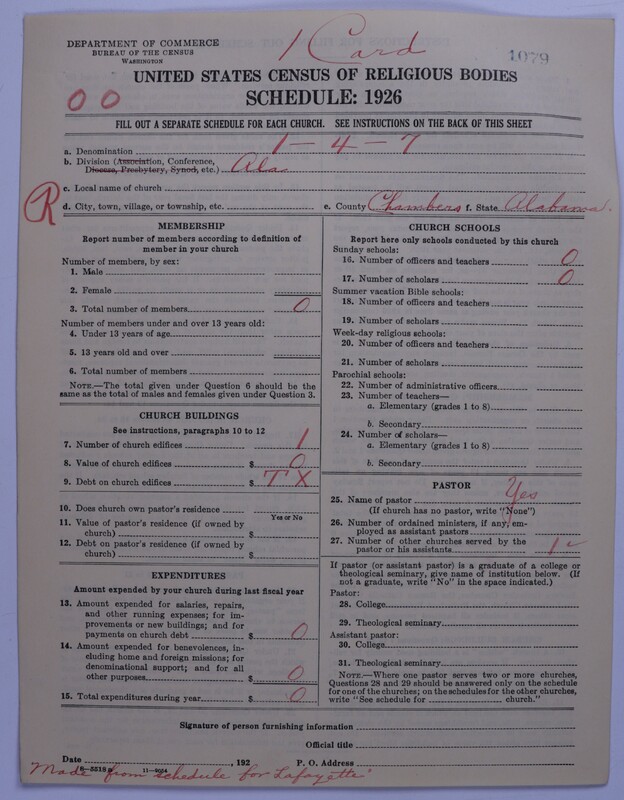 1 Card
1079
DEPARTMENT OF COMMERCE
BUREAU OF THE CENSUS
WASHINGTON
UNITED STATES CENSUS OF RELIGIOUS BODIES
0 0
SCHEDULE: 1926
FILL OUT A SEPARATE SCHEDULE FOR EACH CHURCH. SEE INSTRUCTIONS ON THE BACK OF THIS SHEET
a. Denomination 1-4-7
b. Division (Association, Conference,
Diocese, Presbytery, Synod, etc.) Ala.
c. Local name of church
R
d. City, town, village, or township, etc. e. County Chambers f. State Alabama.
MEMBERSHIP
Report number of members according to definition of
member in your church
Number of members, by sex:
1. Male
2. Female
3. Total number of members 0
Number of members under and over 13 years old:
4. Under 13 years of age
5. 13 years old and over
6. Total number of members
NOTE.—The total given under Question 6 should be the
same as the total of males and females given under Question 3.
CHURCH BUILDINGS
See instructions, paragraphs 10 to 12
7. Number of church edifices 1
8. Value of church edifices $ 0
9. Debt on church edifices $ T X
10. Does church own pastor's residence
Yes or No
11. Value of pastor's residence (if owned by
church) $
12. Debt on pastor's residence (if owned by
church) $
EXPENDITURES
Amount expended by your church during last fiscal year
13. Amount expended for salaries, repairs,
and other running expenses; for im-
provements or new buildings; and for
payments on church debt $ 0
14. Amount expended for benevolences, in-
cluding home and foreign missions; for
denominational support; and for all
other purposes $ 0
15. Total expenditures during year $ 0
CHURCH SCHOOLS
Report here only schools conducted by this church
Sunday schools:
16. Number of officers and teachers 0
17. Number of scholars 0
Summer vacation Bible schools:
18. Number of officers and teachers
19. Number of scholars
Week-day religious schools:
20. Number of officers and teachers
21. Number of scholars
Parochial schools:
22. Number of administrative officers
23. Number of teachers—
a. Elementary (grades 1 to 8)
b. Secondary
24. Number of scholars—
a. Elementary (grades 1 to 8)
b. Secondary
PASTOR
25. Name of pastor Yes
(If church has no pastor, write "None")
26. Number of ordained ministers, if any, em-
ployed as assistant pastors
27. Number of other churches served by the
pastor or his assistants 1
If pastor (or assistant pastor) is a graduate of a college or
theological seminary, give name of institution below. (If
not a graduate, write "No" in the space indicated.)
Pastor:
28. College
29. Theological seminary
Assistant pastor:
30. College
31. Theological seminary
NOTE.—Where one pastor serves two or more churches,
Questions 28 and 29 should be answered only on the schedule
for one of the churches; on the schedules for the other churches,
write "See schedule for church."
Signature of person furnishing information
Official title
Date , 192 P. O. Address
11-9024
Made from schedule for Lafayette